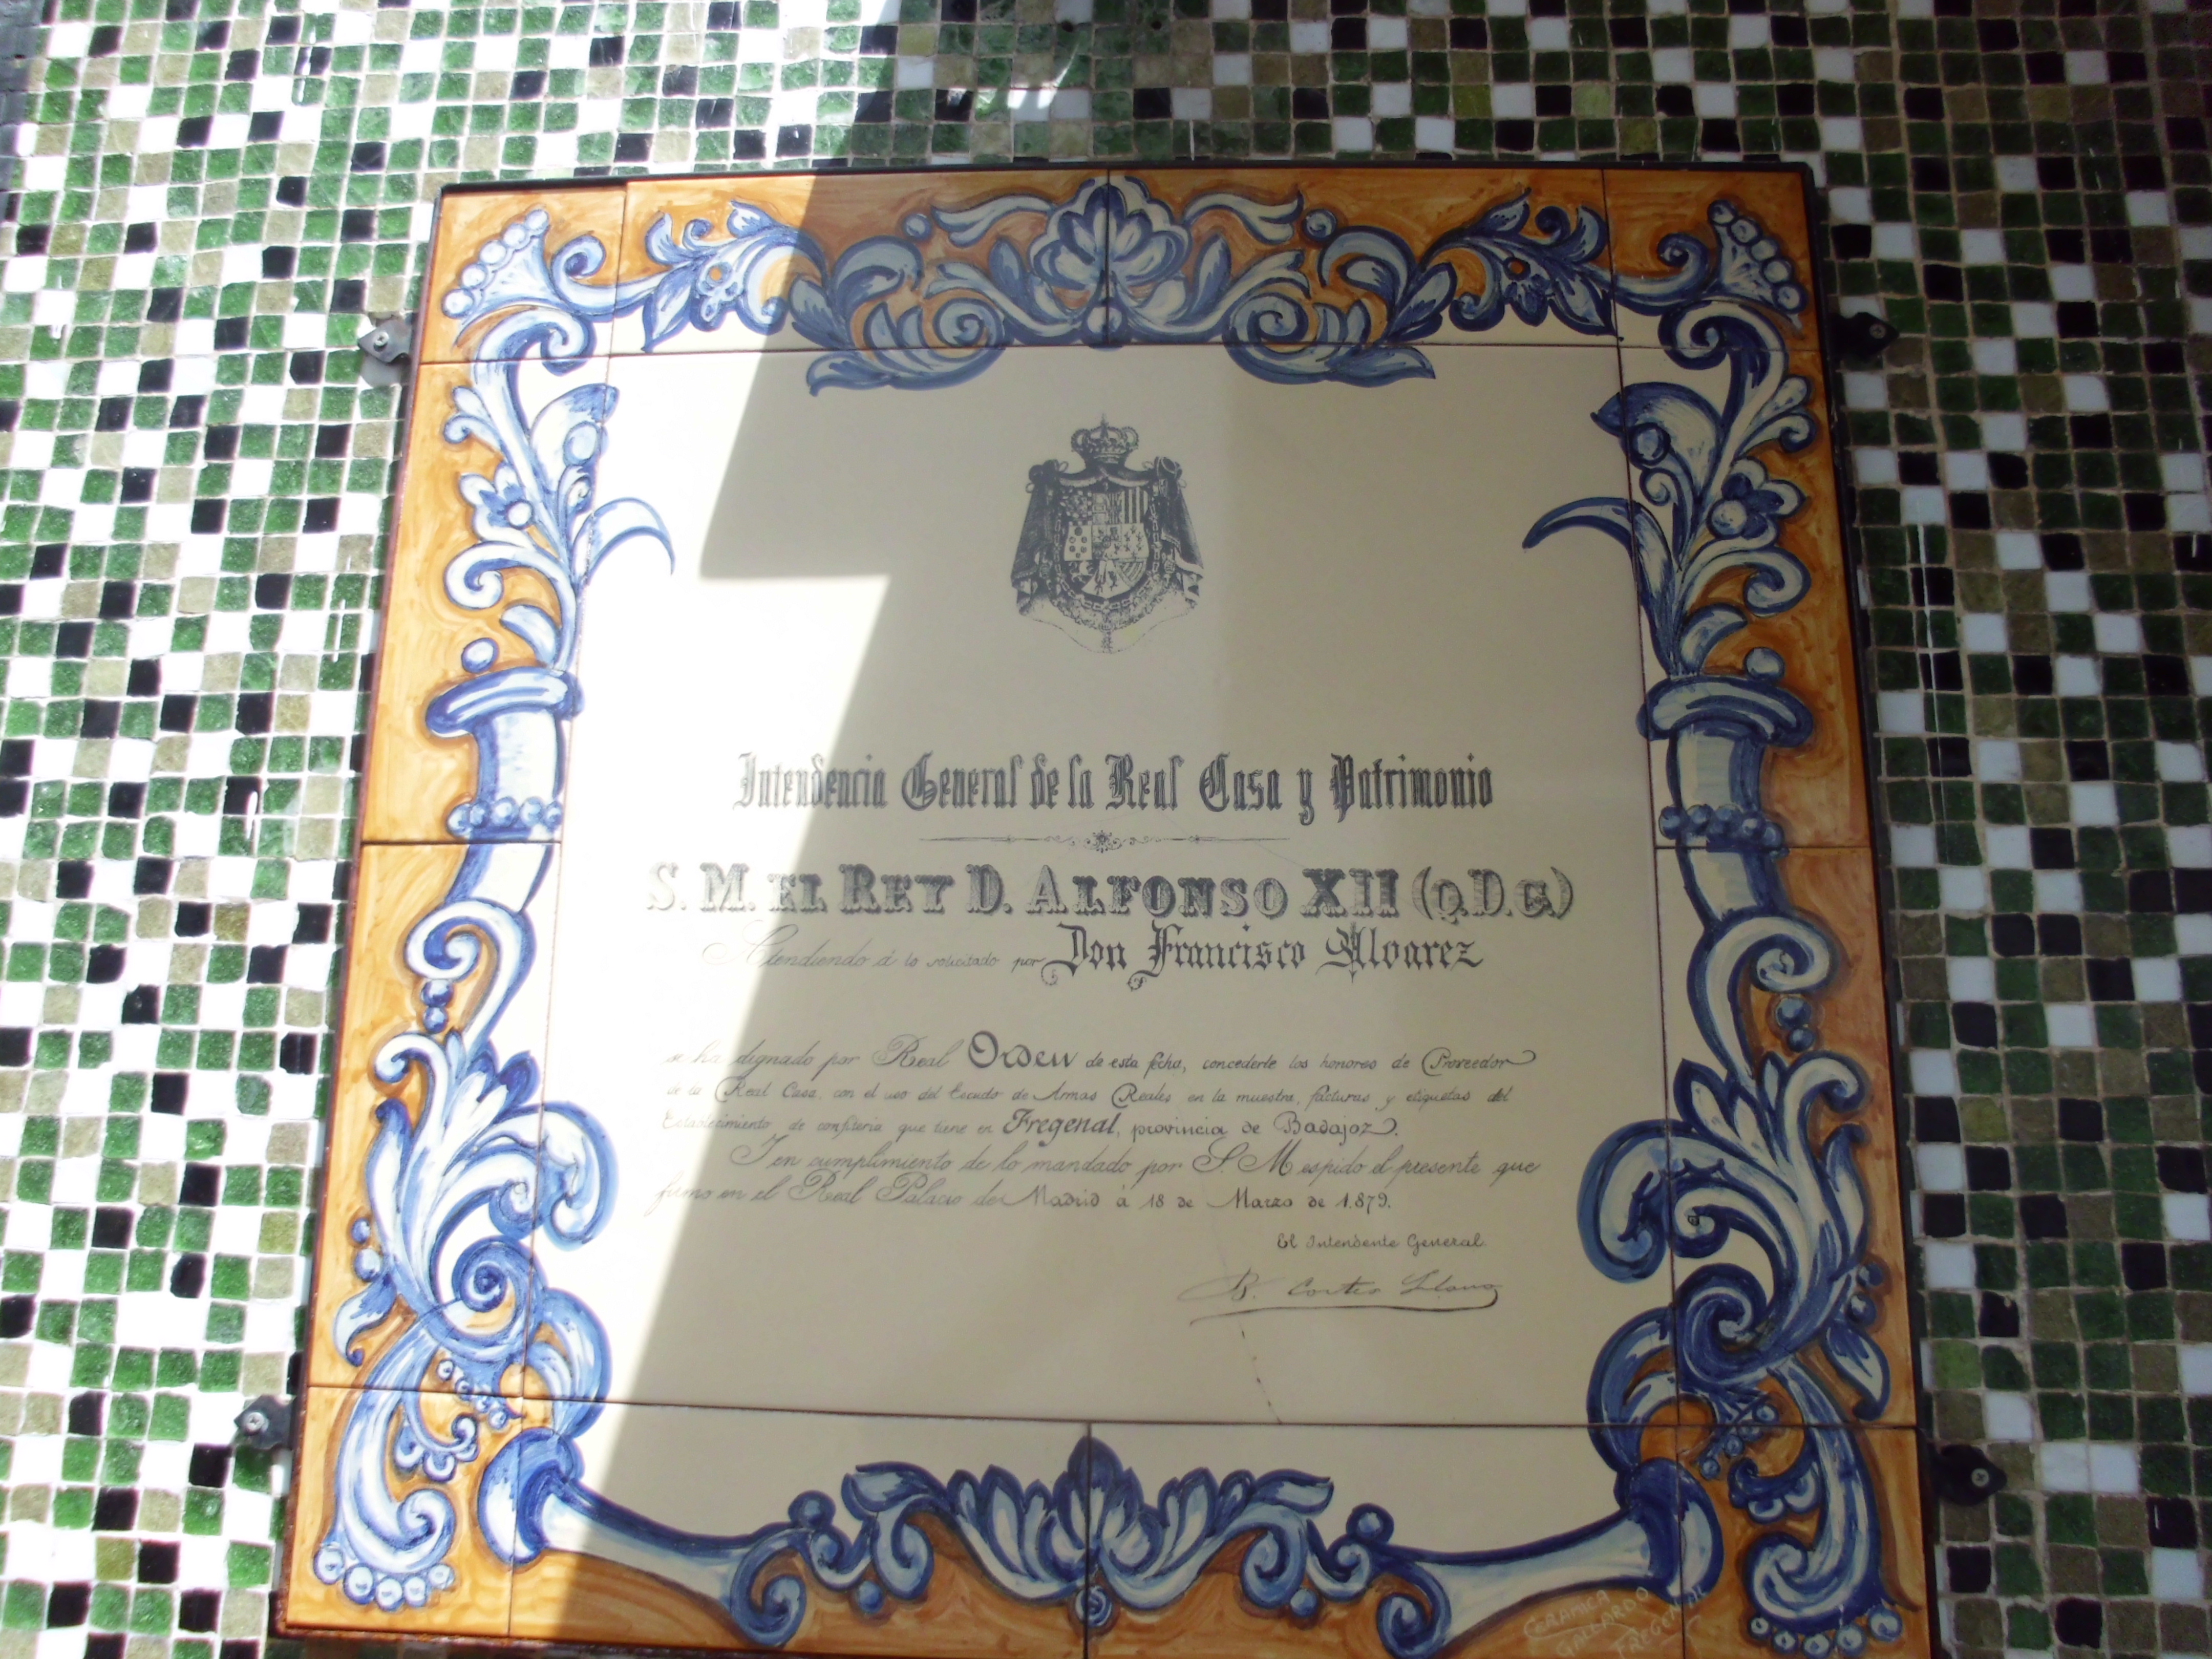 Intendencia General de la Real Casa y Patrimonio
S. M. EL REY D. ALFONSO XII (Q.D.G.)
Atendiendo á lo solicitado por Don Francisco Alvarez
se ha dignado por Real Orden de esta fecha, concederle los honores de Proveedor
de la Real Casa, con el uso del Escudo de Armas Reales en la muestra, facturas y etiquetas del
Establecimiento de confiteria que tiene en Fregenal, provincia de Badajoz.
I en cumplimiento de lo mandado por S. M espido el presente que
firmo en el Real Palacio de Madrid á 18 de Marzo de 1.879.
El Intendente General
B. Cortis Llanos
CERAMICA
GALLARDO
FREGENAL